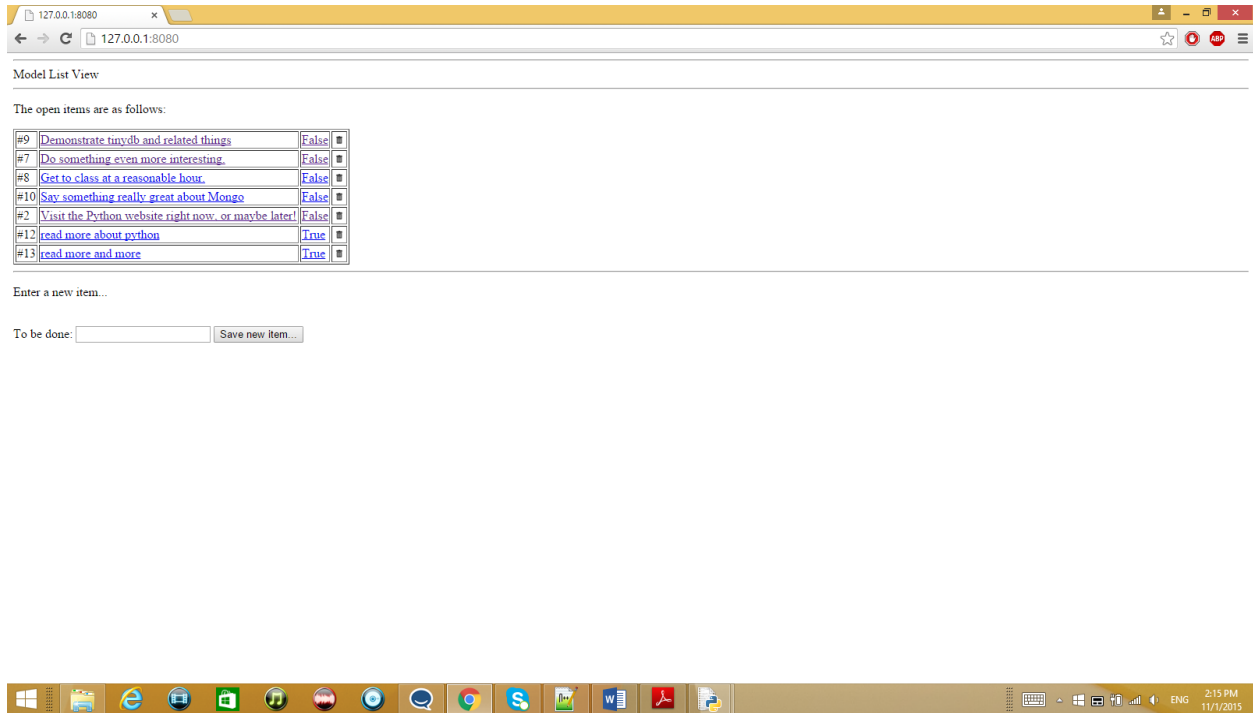 127.0.0.1:8080
127.0.0.1:8080
ABP
Model List View
The open items are as follows:
#9 Demonstrate tinydb and related things False
#7 Do something even more interesting. False
#8 Get to class at a reasonable hour. False
#10 Say something really great about Mongo False
#2 Visit the Python website right now, or maybe later! False
#12 read more about python True
#13 read more and more True
Enter a new item...
To be done: Save new item...
ENG 2:15 PM
11/1/2015